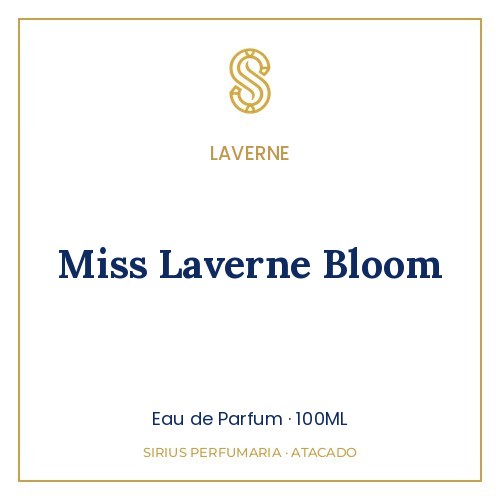 LAVERNE
Miss Laverne Bloom
Eau de Parfum · 100ML
SIRIUS PERFUMARIA · ATACADO